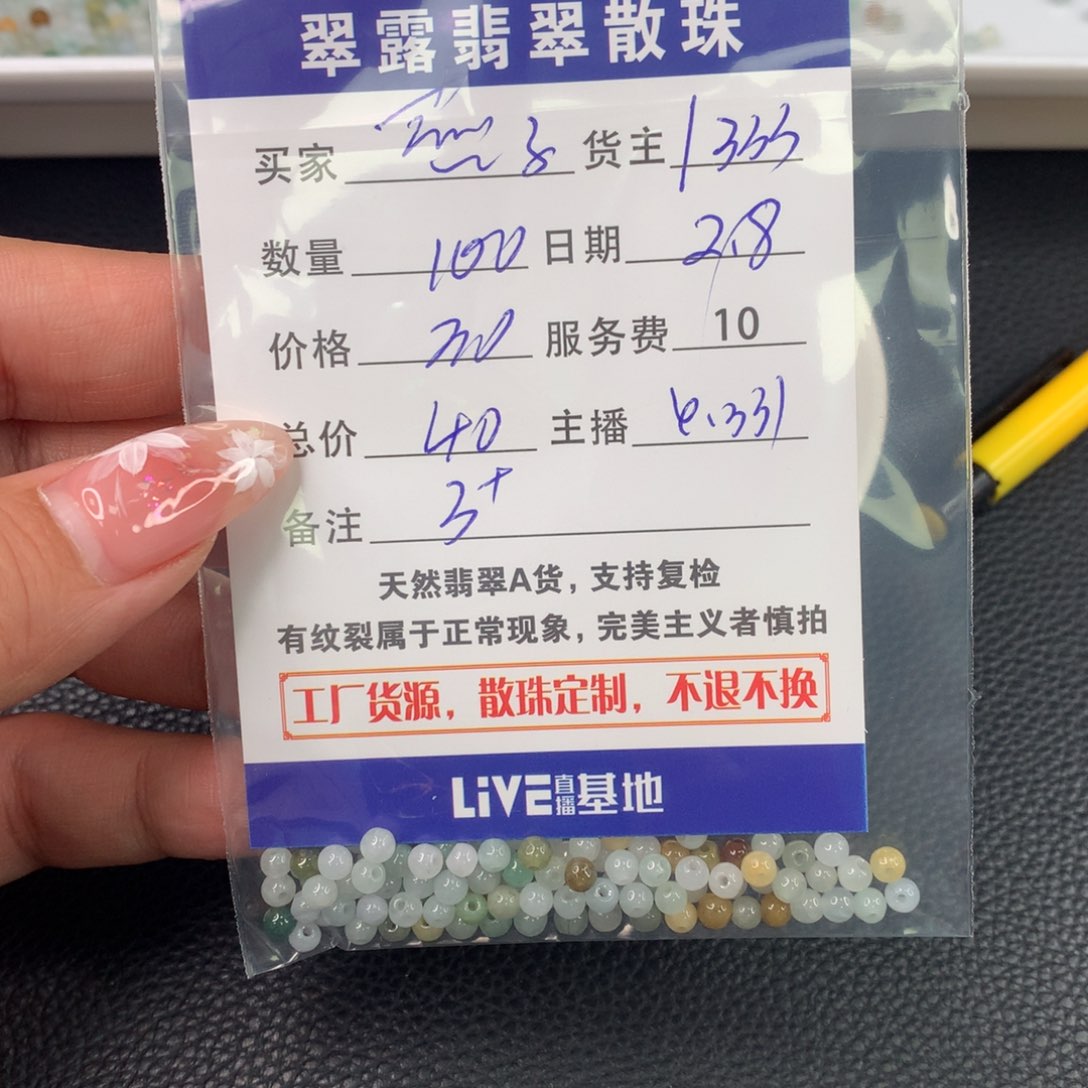 翠露翡翠散珠
买家 燕子 货主 1333
数量 100 日期 2.8
价格 30 服务费 10
总价 40 主播
备注 3+
天然翡翠A货，支持复检
有纹裂属于正常现象，完美主义者慎拍
工厂货源，散珠定制，不退不换
LiVE直播基地